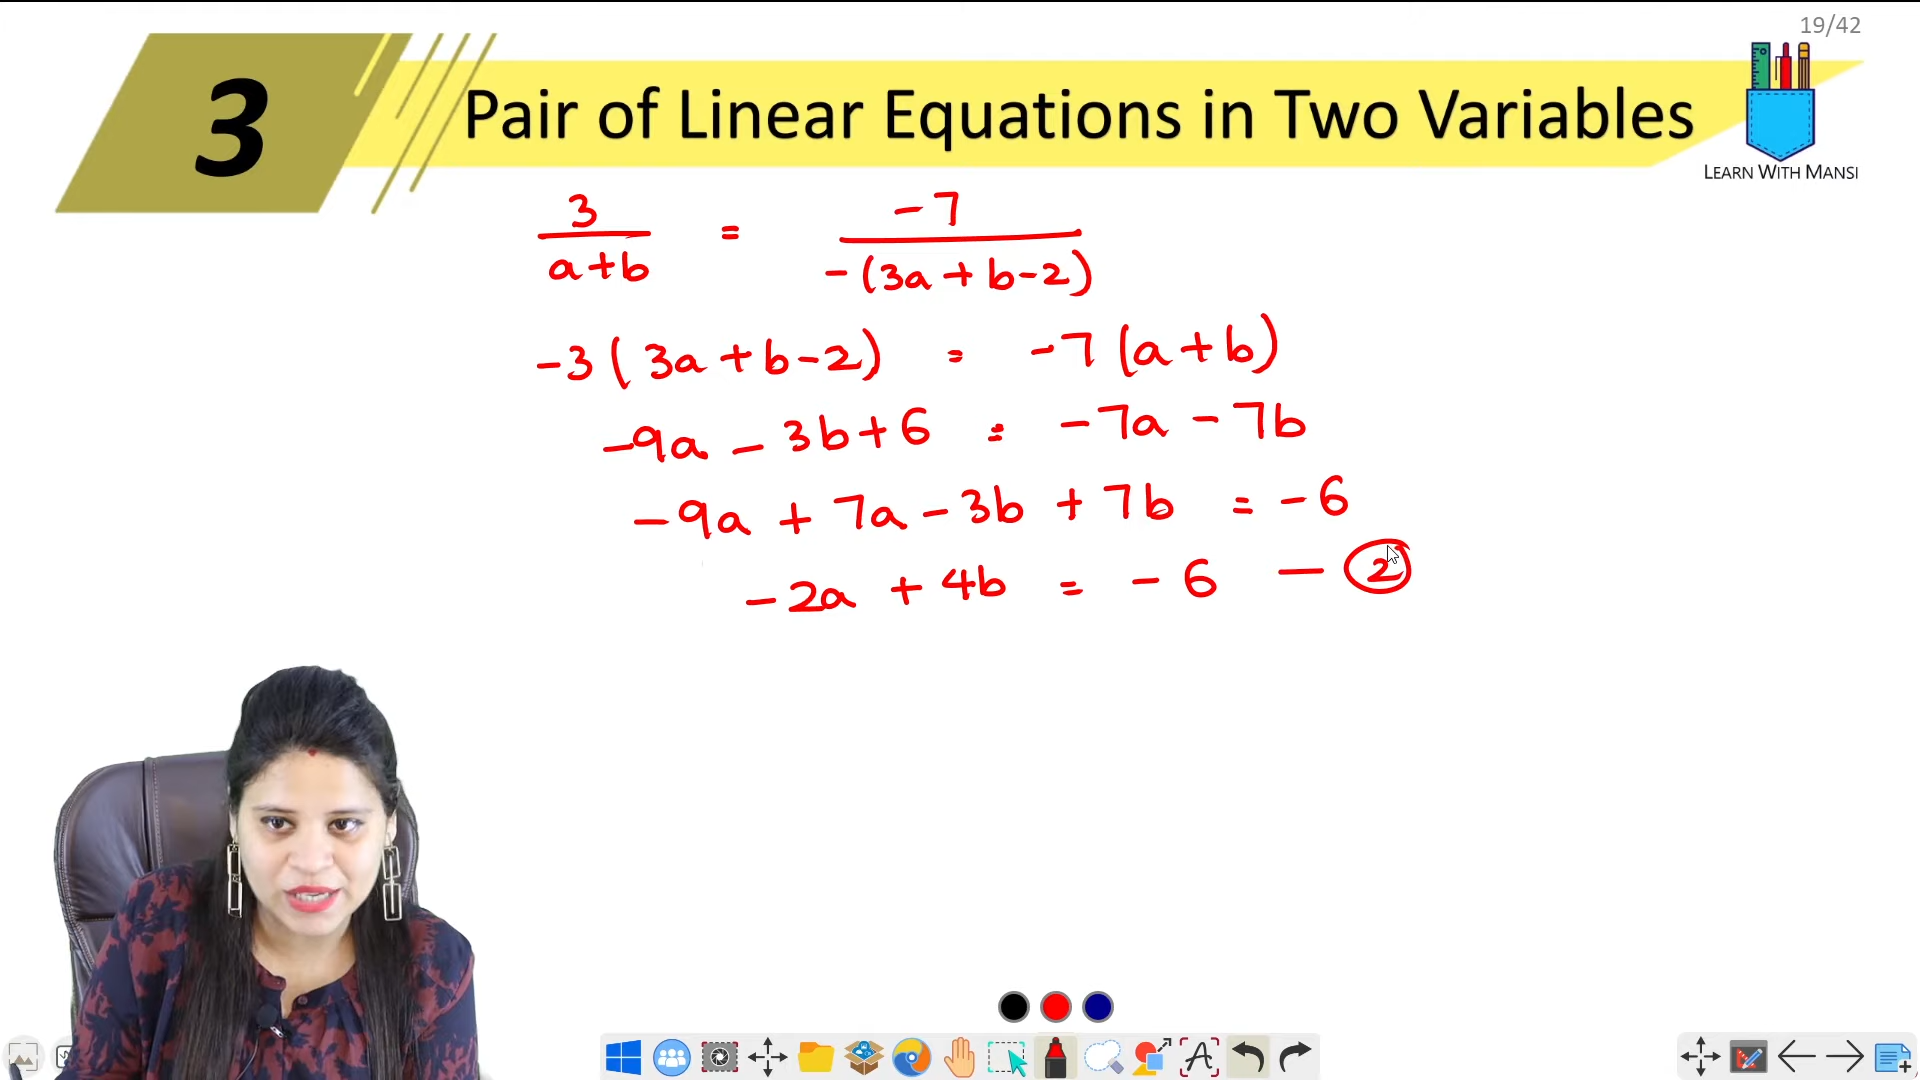 19/42
3 Pair of Linear Equations in Two Variables
LEARN WITH MANSI
3/(a+b) = -7/(-(3a+b-2))
-3(3a+b-2) = -7(a+b)
-9a - 3b+6 = -7a - 7b
-9a + 7a - 3b + 7b = -6
-2a + 4b = -6 — ②